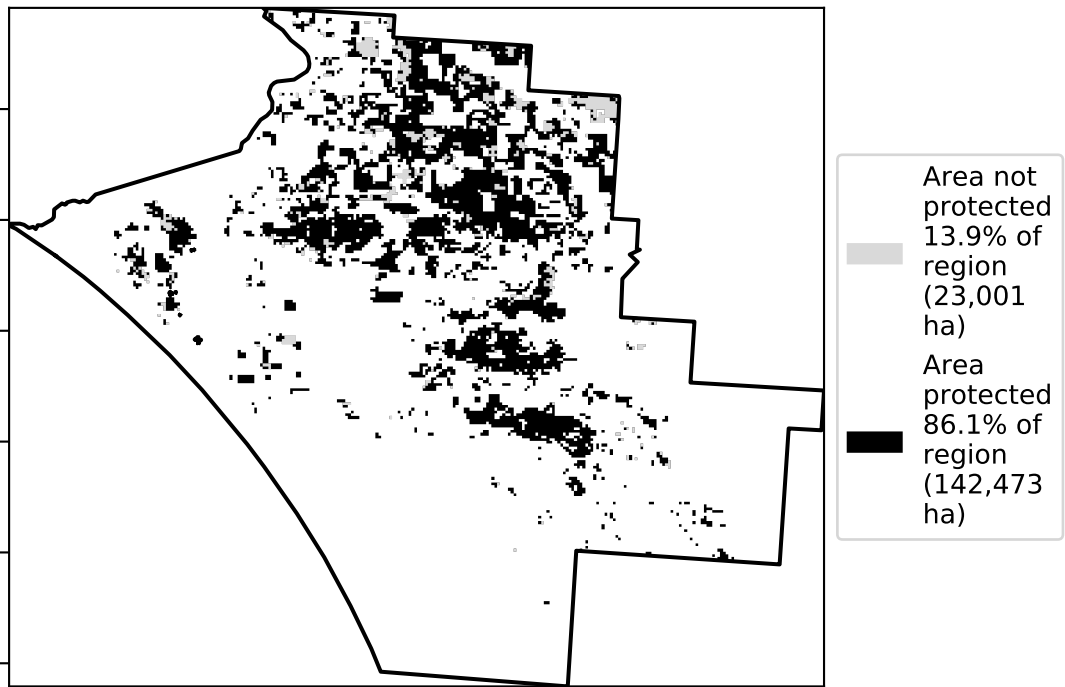 Area not
protected
13.9% of
region
(23,001
ha)
Area
protected
86.1% of
region
(142,473
ha)